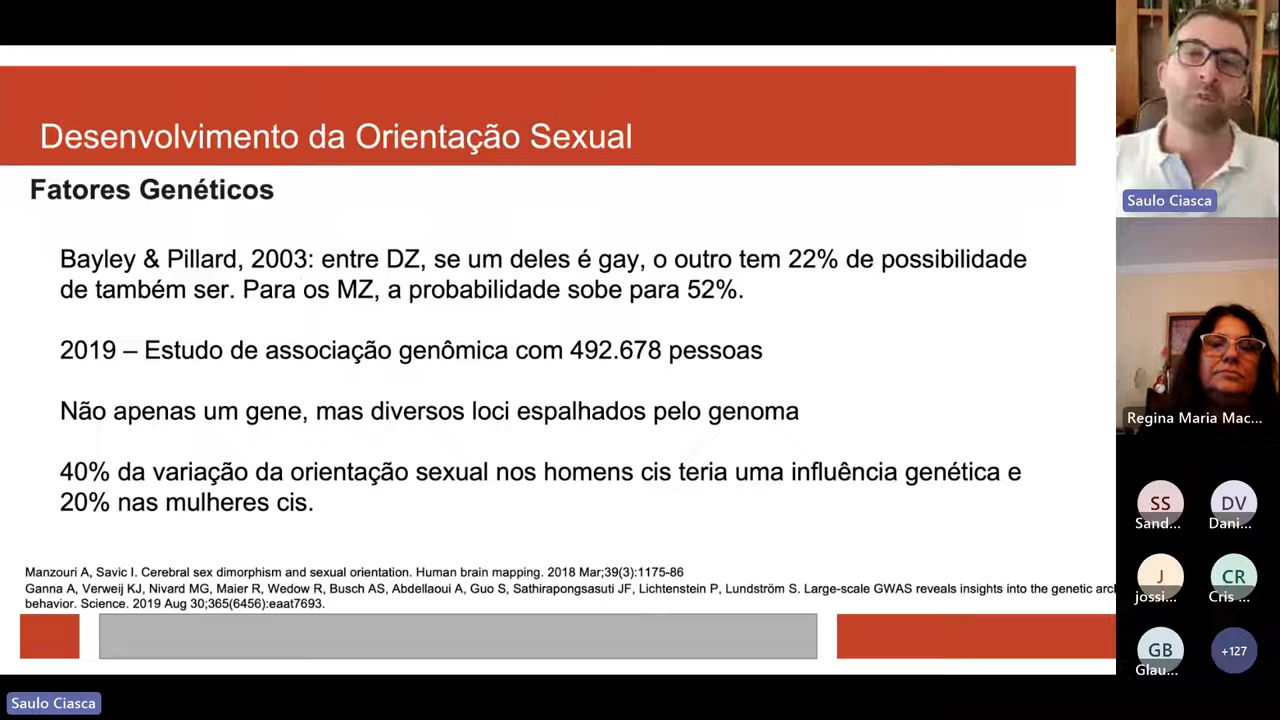 Desenvolvimento da Orientação Sexual
Fatores Genéticos
Bayley & Pillard, 2003: entre DZ, se um deles é gay, o outro tem 22% de possibilidade
de também ser. Para os MZ, a probabilidade sobe para 52%.
2019 – Estudo de associação genômica com 492.678 pessoas
Não apenas um gene, mas diversos loci espalhados pelo genoma
40% da variação da orientação sexual nos homens cis teria uma influência genética e
20% nas mulheres cis.
Manzouri A, Savic I. Cerebral sex dimorphism and sexual orientation. Human brain mapping. 2018 Mar;39(3):1175-86
Ganna A, Verweij KJ, Nivard MG, Maier R, Wedow R, Busch AS, Abdellaoui A, Guo S, Sathirapongsasuti JF, Lichtenstein P, Lundström S. Large-scale GWAS reveals insights into the genetic arc
behavior. Science. 2019 Aug 30;365(6456):eaat7693.
Saulo Ciasca
Saulo Ciasca
Regina Maria Mac...
SS
DV
Sand...
Dani...
J
CR
jossi...
Cris ...
GB
+127
Glau...